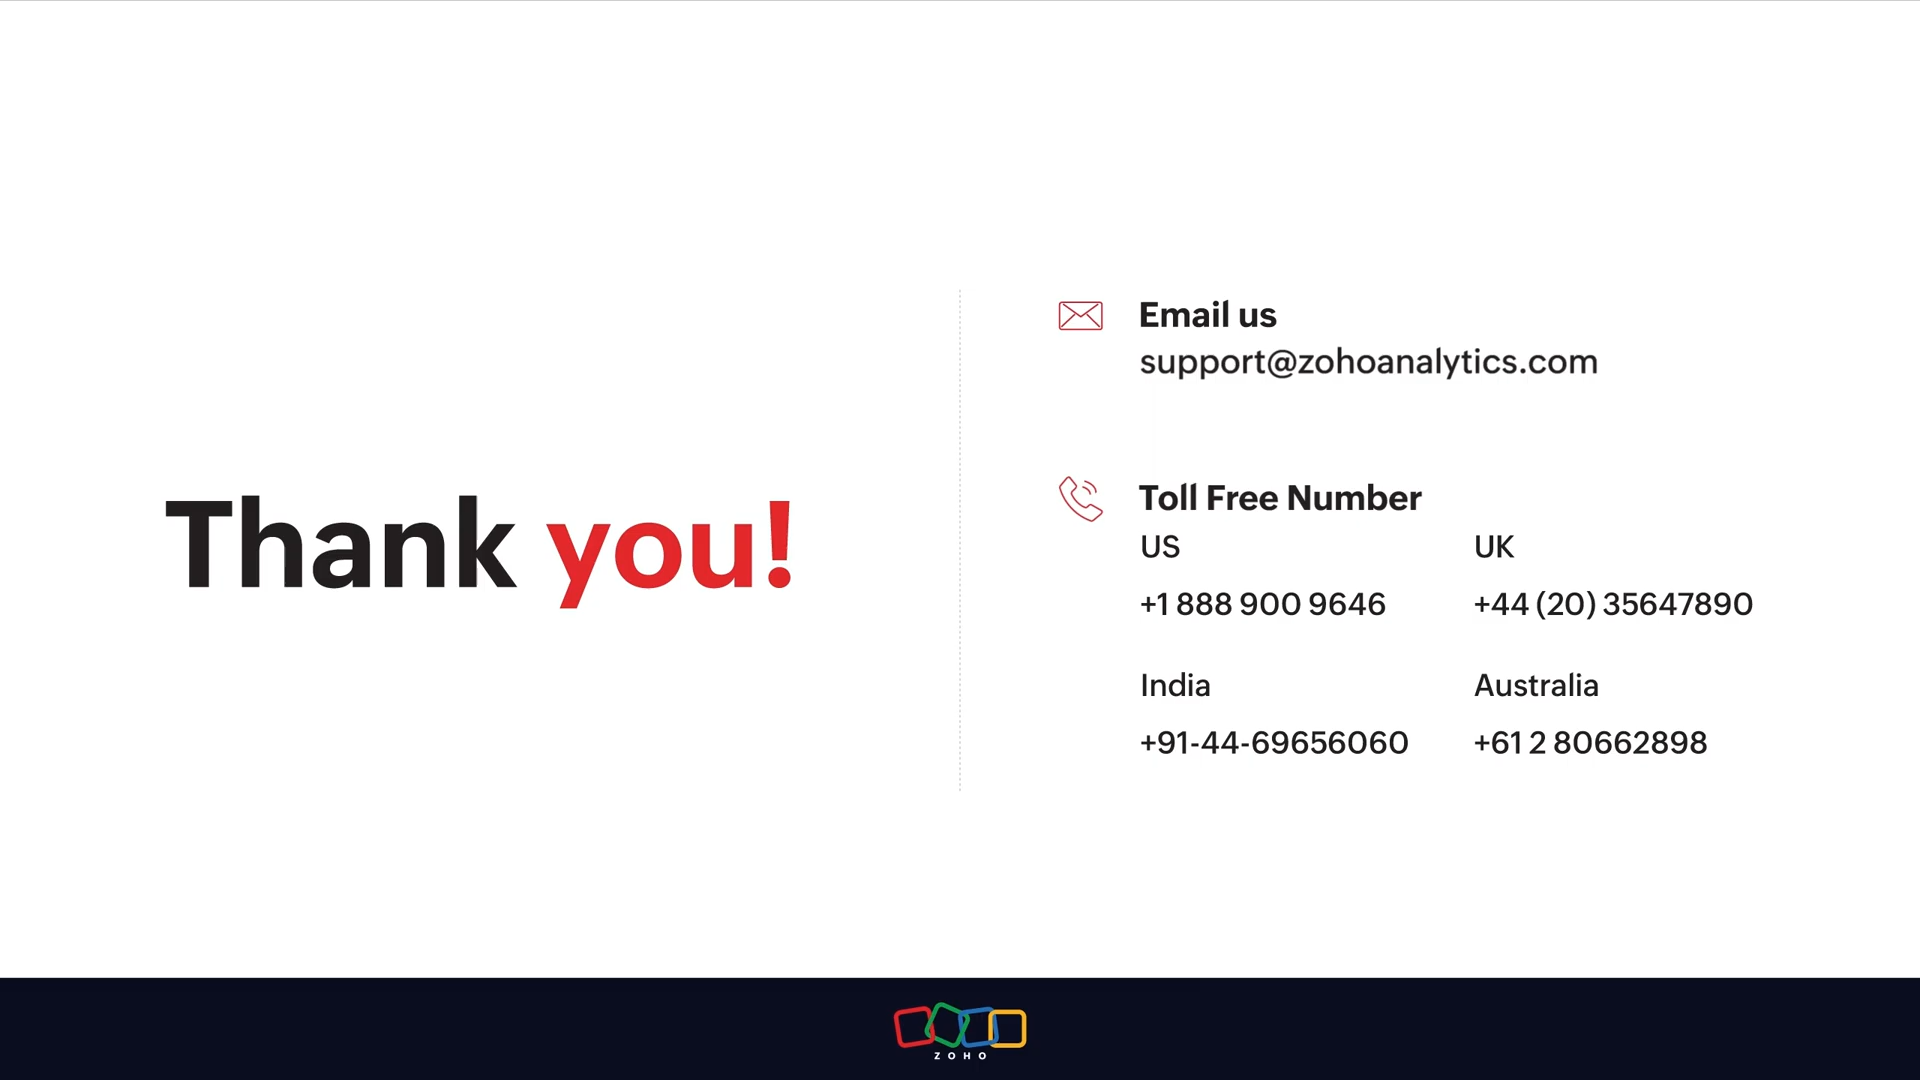 Thank you!
Email us
support@zohoanalytics.com
Toll Free Number
US
+1 888 900 9646
UK
+44 (20) 35647890
India
+91-44-69656060
Australia
+61 2 80662898
ZOHO